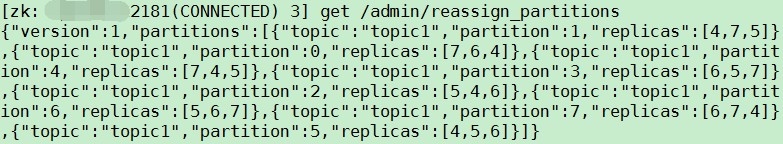 [zk: 2181(CONNECTED) 3] get /admin/reassign_partitions
{"version":1,"partitions":[{"topic":"topic1","partition":1,"replicas":[4,7,5]}
,{"topic":"topic1","partition":0,"replicas":[7,6,4]},{"topic":"topic1","partit
ion":4,"replicas":[7,4,5]},{"topic":"topic1","partition":3,"replicas":[6,5,7]}
,{"topic":"topic1","partition":2,"replicas":[5,4,6]},{"topic":"topic1","partit
ion":6,"replicas":[5,6,7]},{"topic":"topic1","partition":7,"replicas":[6,7,4]}
,{"topic":"topic1","partition":5,"replicas":[4,5,6]}]}